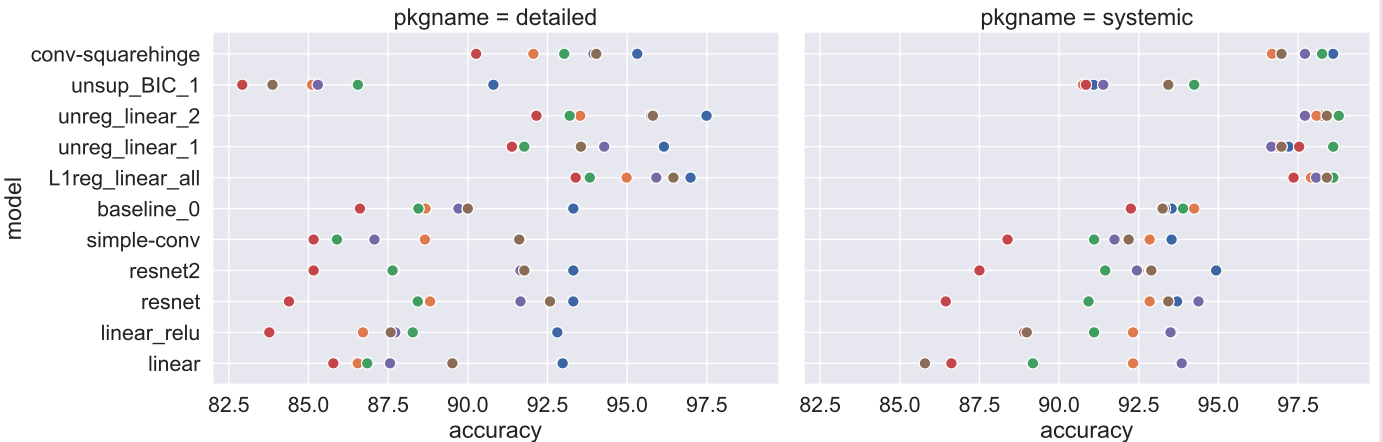 pkgname = detailed
pkgname = systemic
model
conv-squarehinge
unsup_BIC_1
unreg_linear_2
unreg_linear_1
L1reg_linear_all
baseline_0
simple-conv
resnet2
resnet
linear_relu
linear
82.5 85.0 87.5 90.0 92.5 95.0 97.5
accuracy
82.5 85.0 87.5 90.0 92.5 95.0 97.5
accuracy